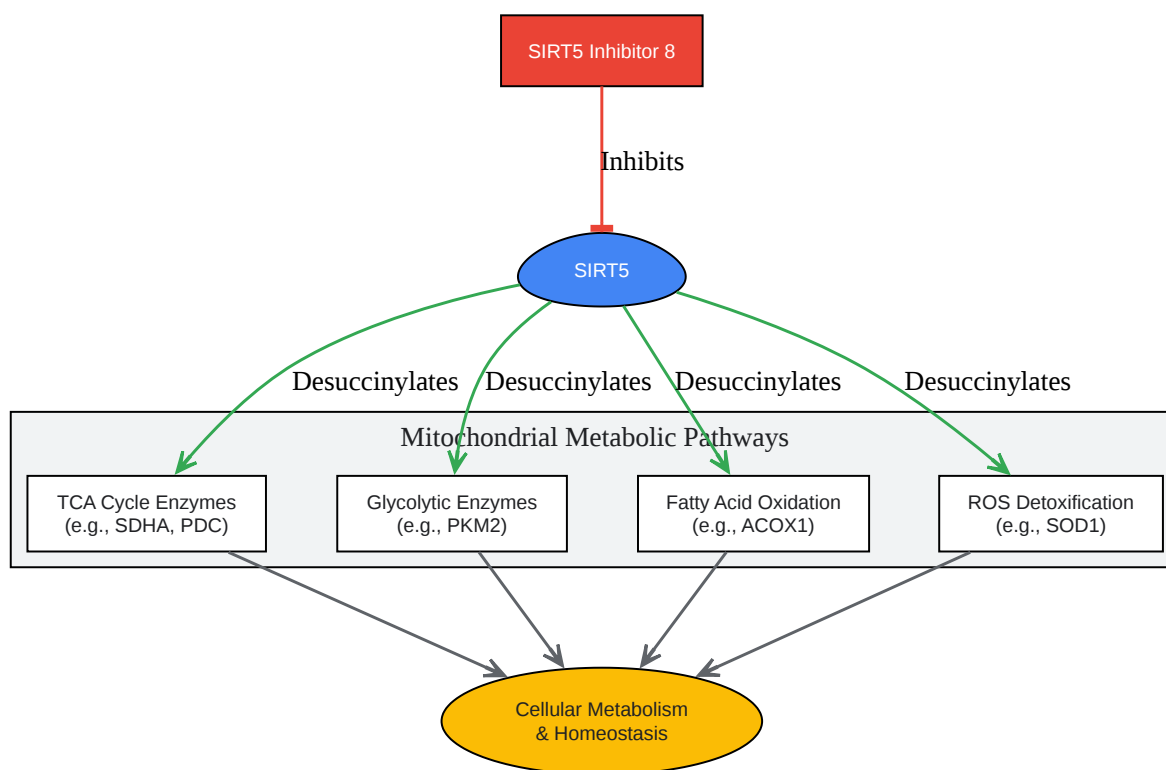 SIRT5 Inhibitor 8
Inhibits
SIRT5
Desuccinylates
Desuccinylates
Desuccinylates
Desuccinylates
Mitochondrial Metabolic Pathways
TCA Cycle Enzymes
(e.g., SDHA, PDC)
Glycolytic Enzymes
(e.g., PKM2)
Fatty Acid Oxidation
(e.g., ACOX1)
ROS Detoxification
(e.g., SOD1)
Cellular Metabolism
& Homeostasis